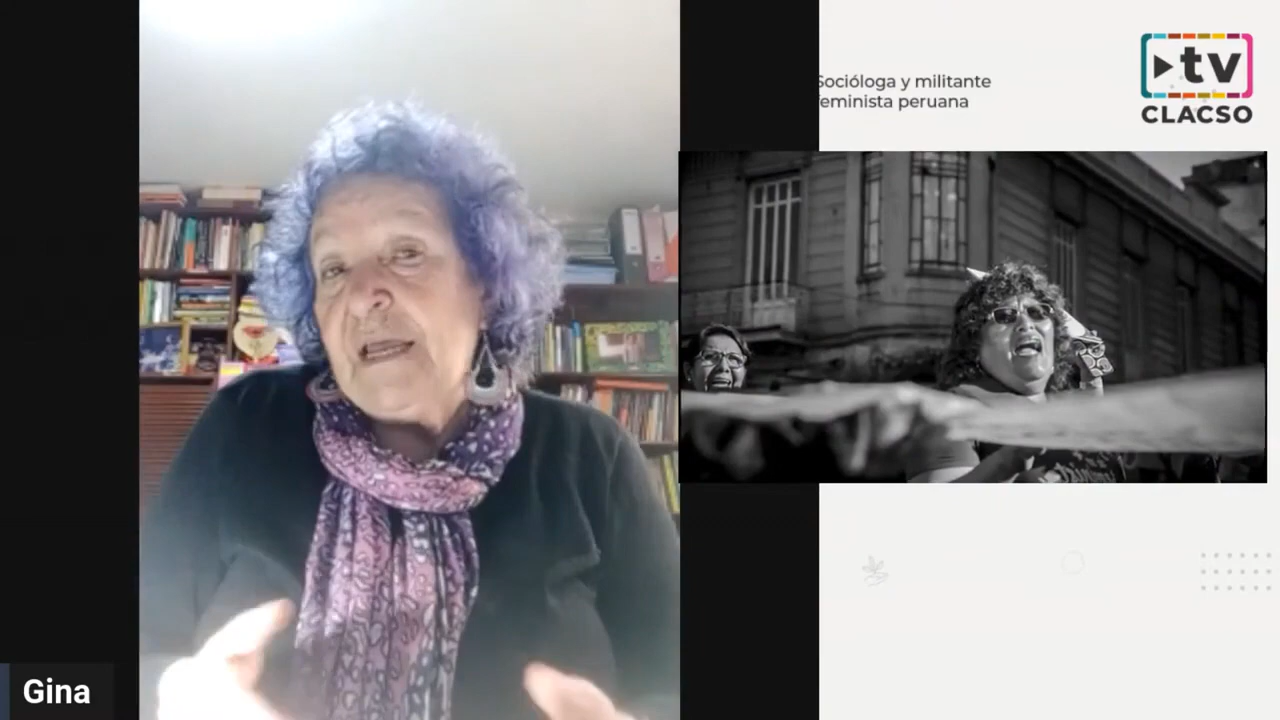 Socióloga y militante
feminista peruana
tv
CLACSO
Gina